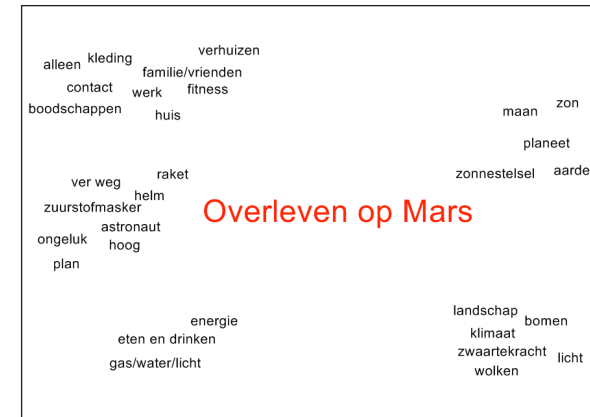 verhuizen
alleen kleding
familie/vrienden
contact werk fitness
boodschappen huis
zon
maan
planeet
zonnestelsel aarde
ver weg raket
helm
zuurstofmasker
astronaut
ongeluk hoog
plan
Overleven op Mars
energie
eten en drinken
gas/water/licht
landschap
bomen
klimaat
zwaartekracht licht
wolken